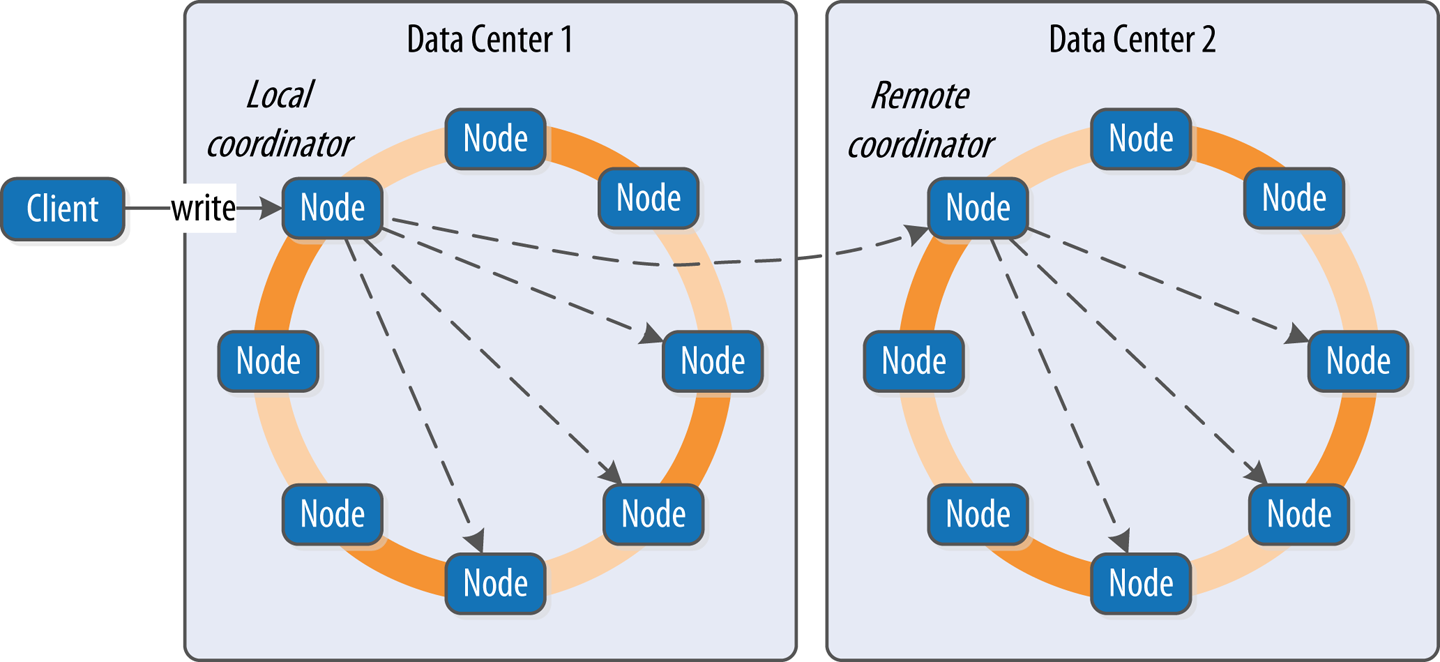 Data Center 1
Data Center 2
Local
coordinator
Remote
coordinator
Node
Node
Node
Node
Client
write
Node
Node
Node
Node
Node
Node
Node
Node
Node
Node
Node
Node